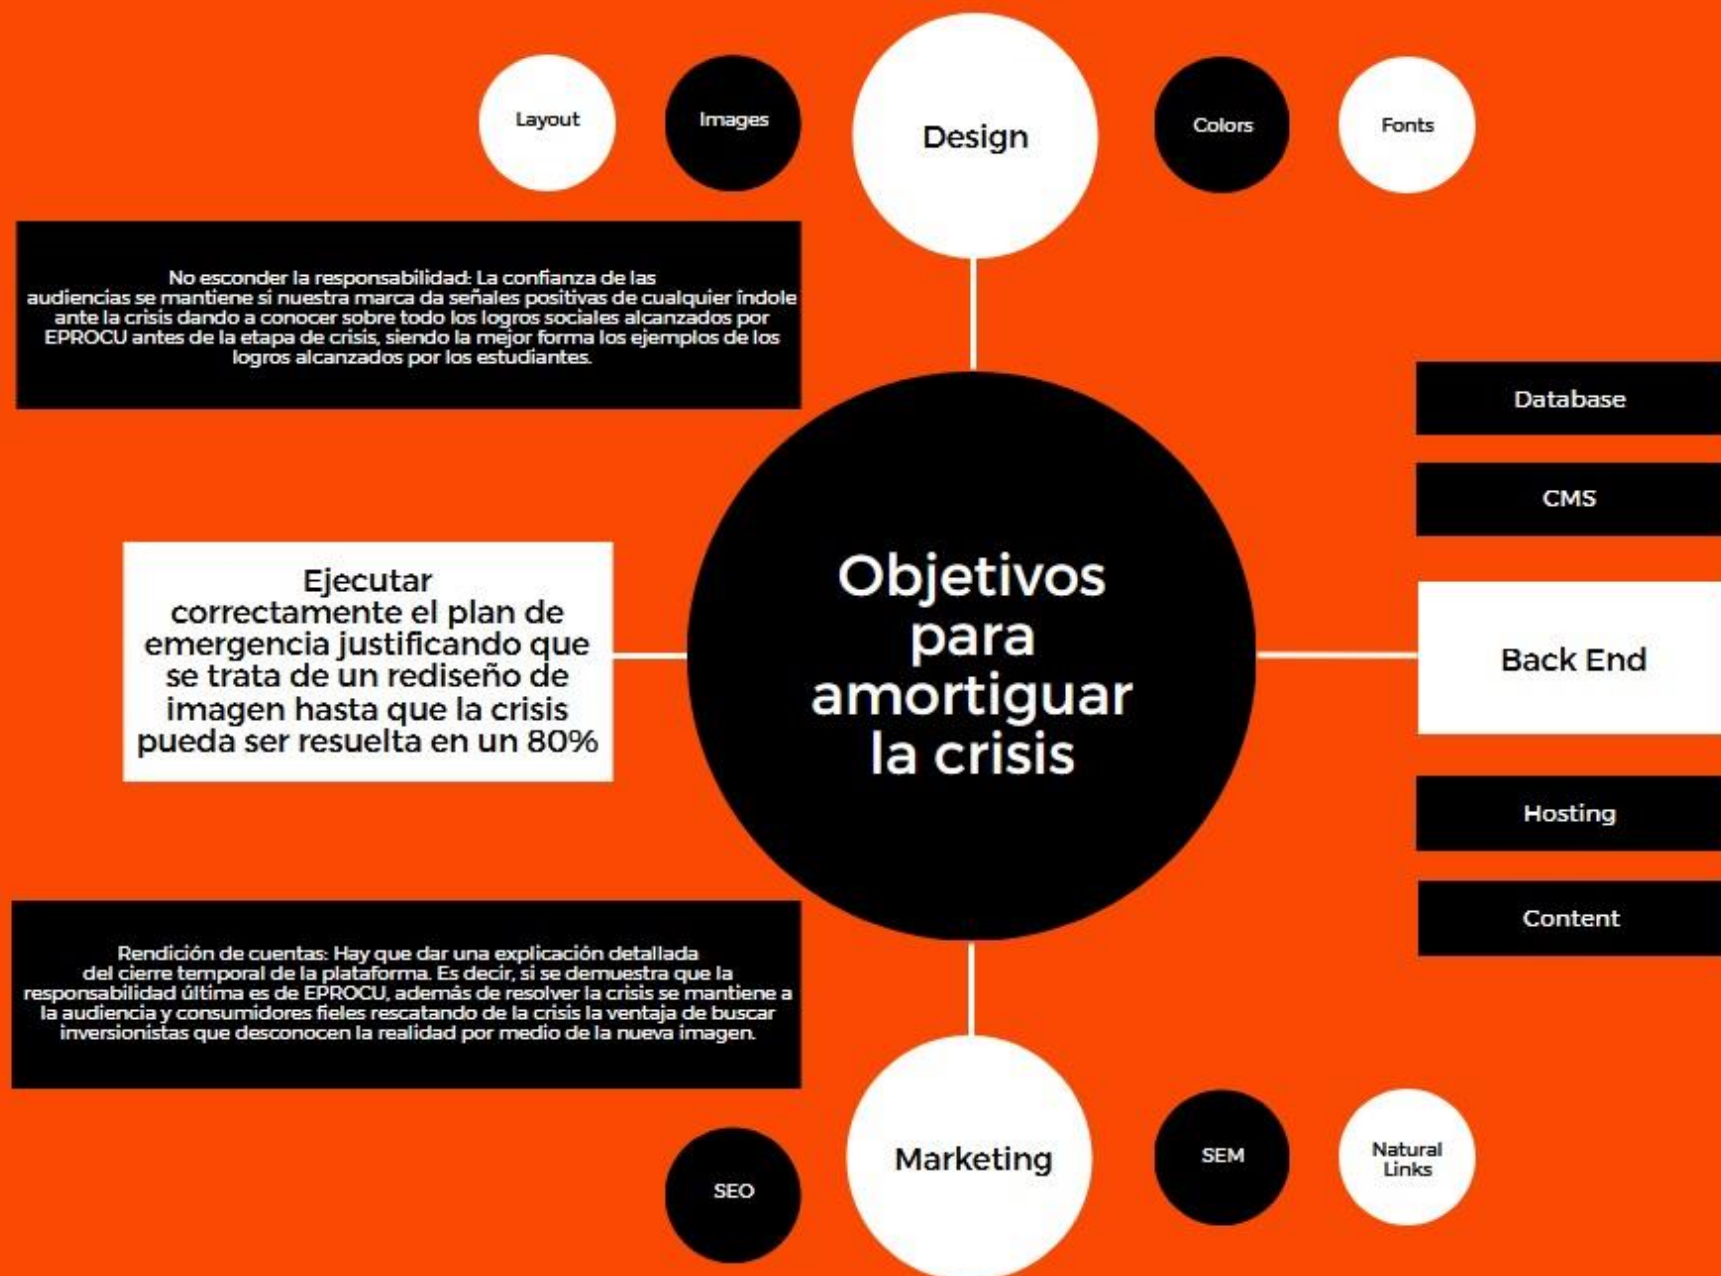 Layout
Images
Design
Colors
Fonts
No esconder la responsabilidad: La confianza de las
audiencias se mantiene si nuestra marca da señales positivas de cualquier índole
ante la crisis dando a conocer sobre todo los logros sociales alcanzados por
EPROCU antes de la etapa de crisis, siendo la mejor forma los ejemplos de los
logros alcanzados por los estudiantes.
Database
CMS
Ejecutar
correctamente el plan de
emergencia justificando que
se trata de un rediseño de
imagen hasta que la crisis
pueda ser resuelta en un 80%
Objetivos
para
amortiguar
la crisis
Back End
Hosting
Content
Rendición de cuentas: Hay que dar una explicación detallada
del cierre temporal de la plataforma. Es decir, si se demuestra que la
responsabilidad última es de EPROCU, además de resolver la crisis se mantiene a
la audiencia y consumidores fieles rescatando de la crisis la ventaja de buscar
inversionistas que desconocen la realidad por medio de la nueva imagen.
SEO
Marketing
SEM
Natural
Links